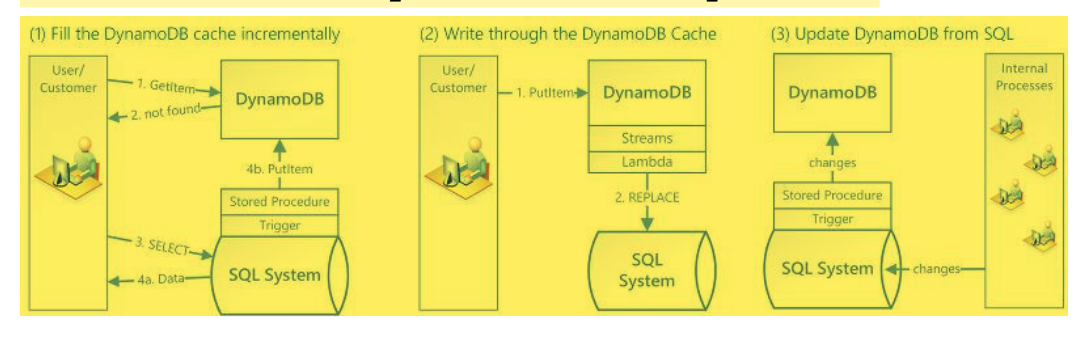 (1) Fill the DynamoDB cache incrementally
User/
Customer
1. GetItem
2. not found
DynamoDB
4b. PutItem
Stored Procedure
Trigger
3. SELECT
4a. Data
SQL System
(2) Write through the DynamoDB Cache
User/
Customer
1. PutItem
DynamoDB
Streams
Lambda
2. REPLACE
SQL
System
(3) Update DynamoDB from SQL
DynamoDB
changes
Stored Procedure
Trigger
SQL System
changes
Internal
Processes